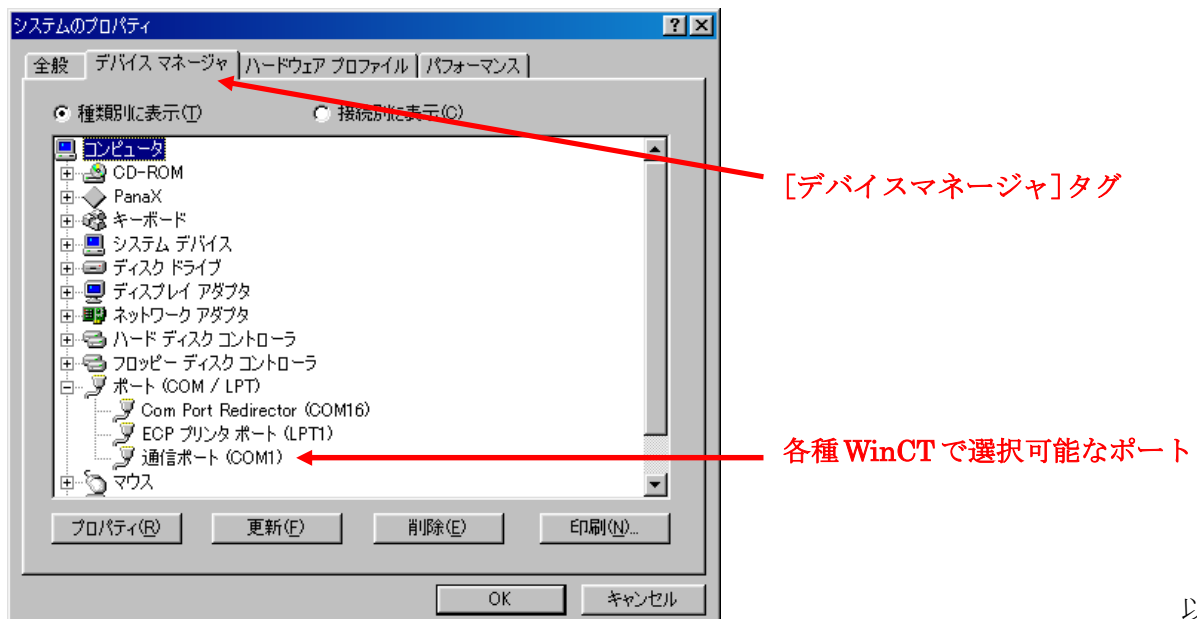 システムのプロパティ
全般 デバイス マネージャ ハードウェア プロファイル パフォーマンス
種類別に表示(T) 接続別に表示(C)
コンピュータ
CD-ROM
PanaX
キーボード
システム デバイス
ディスク ドライブ
ディスプレイ アダプタ
ネットワーク アダプタ
ハード ディスク コントローラ
フロッピー ディスク コントローラ
ポート (COM / LPT)
Com Port Redirector (COM16)
ECP プリンタ ポート (LPT1)
通信ポート (COM1)
マウス
プロパティ(R) 更新(F) 削除(E) 印刷(N)...
OK キャンセル
[デバイスマネージャ]タグ
各種WinCTで選択可能なポート